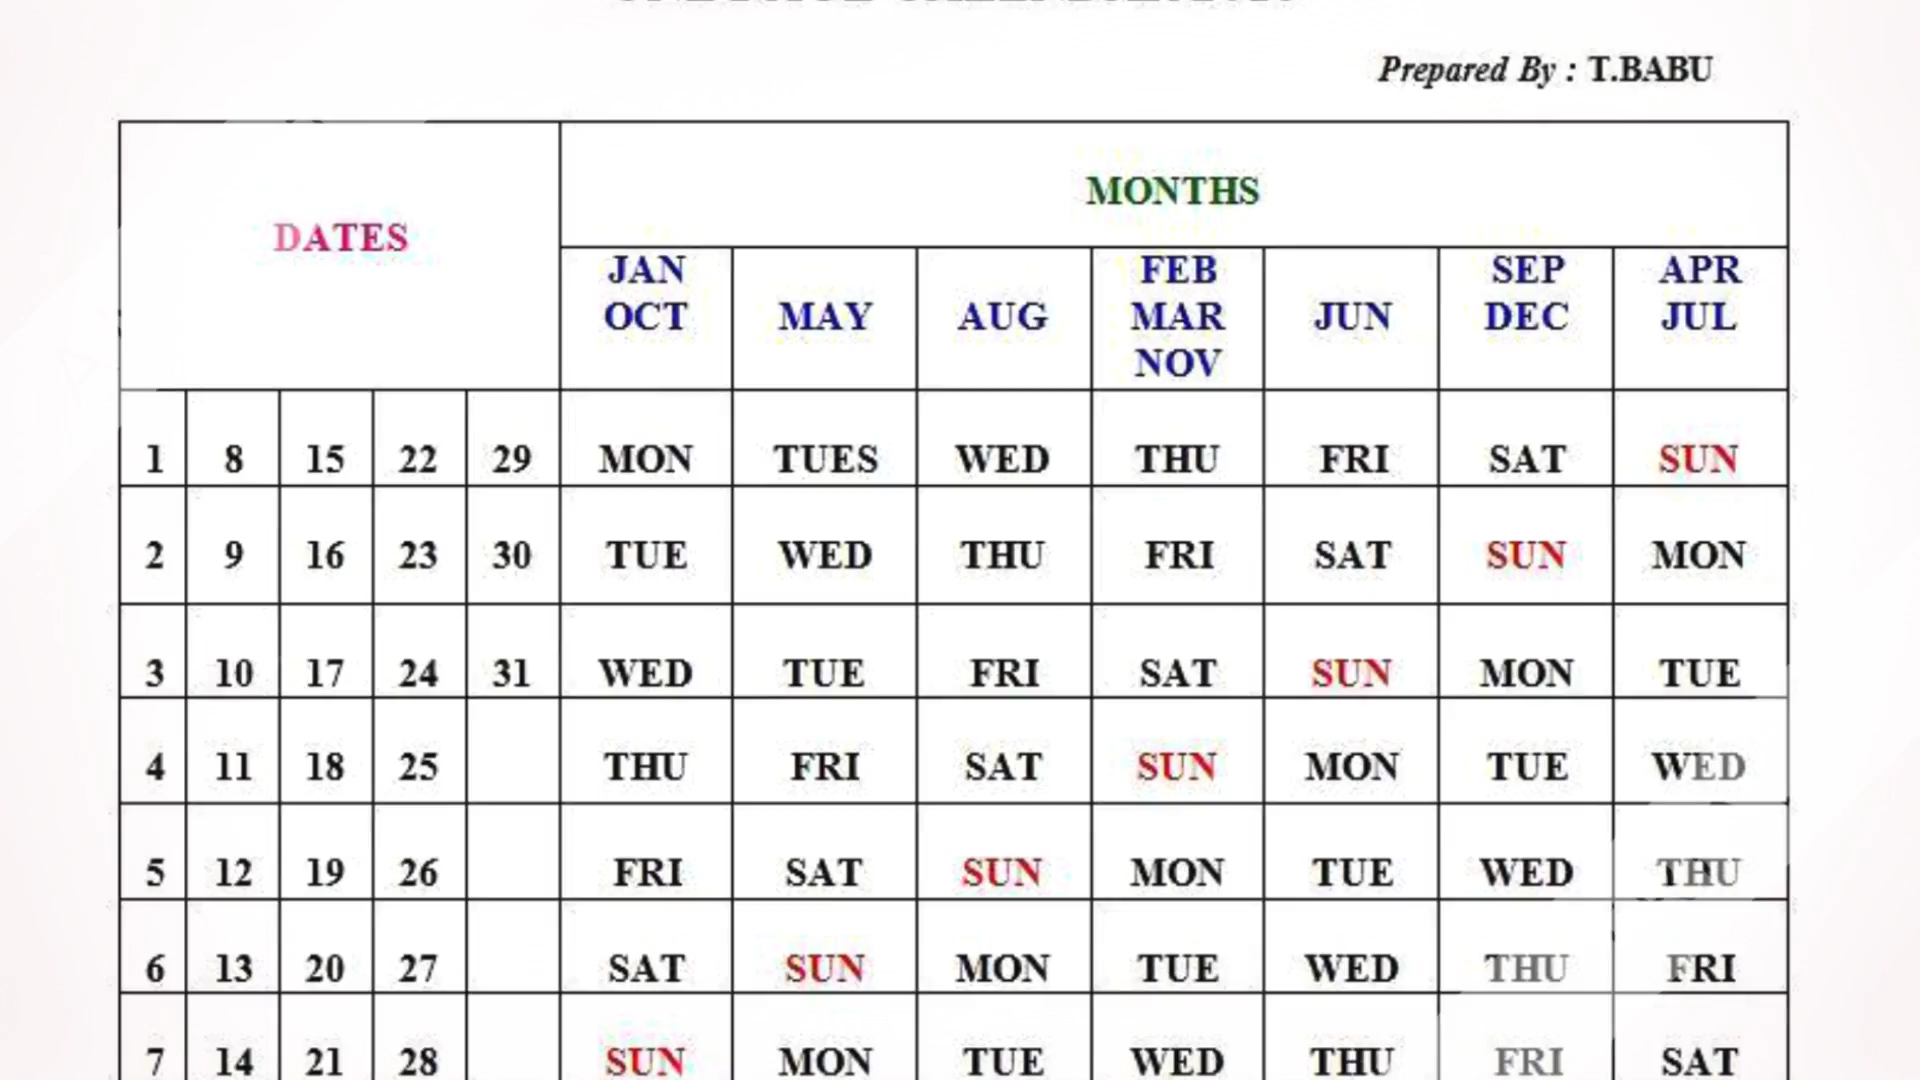 Prepared By : T.BABU
DATES
MONTHS
JAN OCT MAY AUG FEB MAR NOV JUN SEP DEC APR JUL
1 8 15 22 29 MON TUES WED THU FRI SAT SUN
2 9 16 23 30 TUE WED THU FRI SAT SUN MON
3 10 17 24 31 WED TUE FRI SAT SUN MON TUE
4 11 18 25 THU FRI SAT SUN MON TUE WED
5 12 19 26 FRI SAT SUN MON TUE WED THU
6 13 20 27 SAT SUN MON TUE WED THU FRI
7 14 21 28 SUN MON TUE WED THU FRI SAT